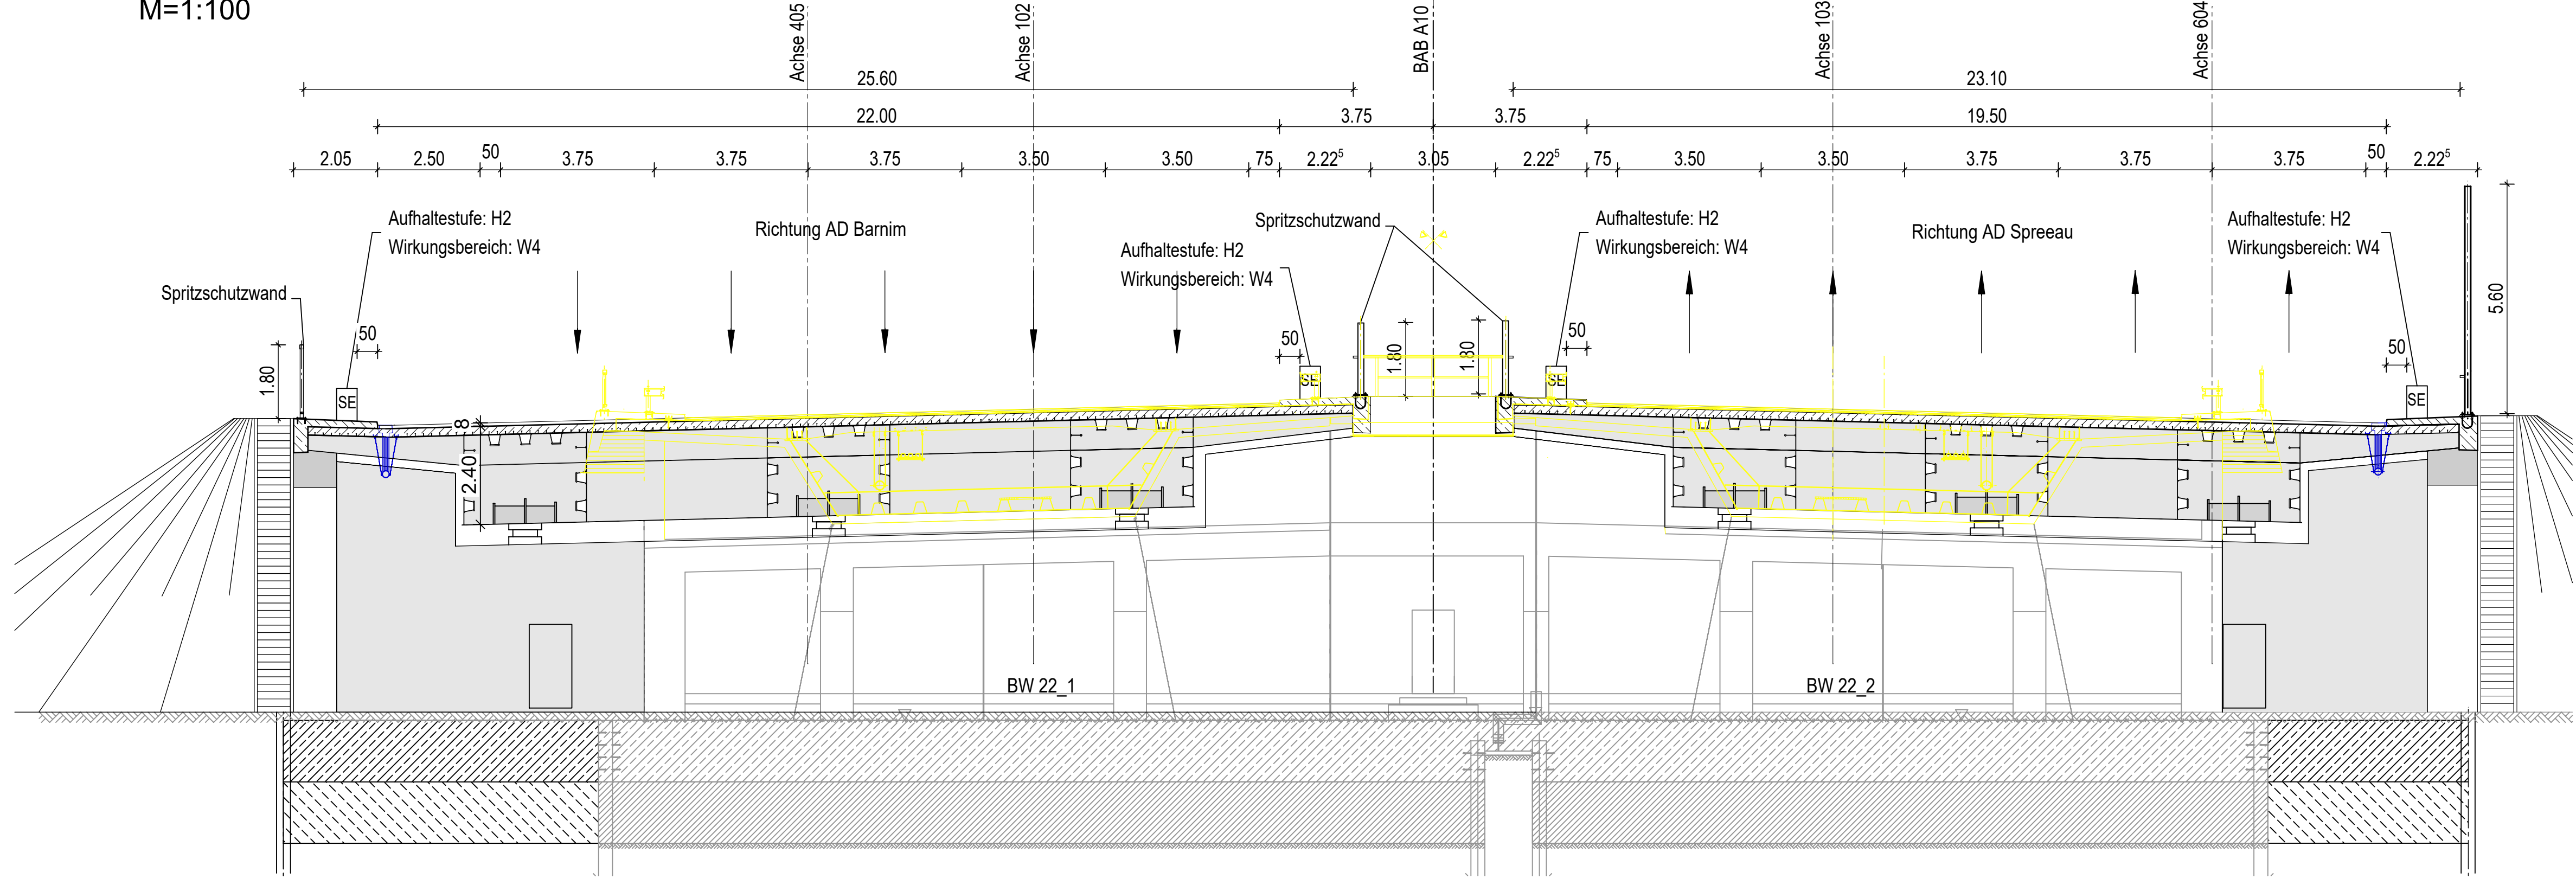 M=1:100
Achse 405
Achse 102
BAB A10
Achse 103
Achse 604
25.60
23.10
22.00
3.75
3.75
19.50
2.05
2.50
50
3.75
3.75
3.75
3.50
3.50
75
2.22⁵
3.05
2.22⁵
75
3.50
3.50
3.75
3.75
3.75
50
2.22⁵
Aufhaltestufe: H2
Wirkungsbereich: W4
Richtung AD Barnim
Aufhaltestufe: H2
Wirkungsbereich: W4
Spritzschutzwand
Aufhaltestufe: H2
Wirkungsbereich: W4
Richtung AD Spreeau
Aufhaltestufe: H2
Wirkungsbereich: W4
Spritzschutzwand
5.60
50
50
1.80
1.80
50
50
1.80
SE
SE
SE
SE
8
2.40
BW 22_1
BW 22_2